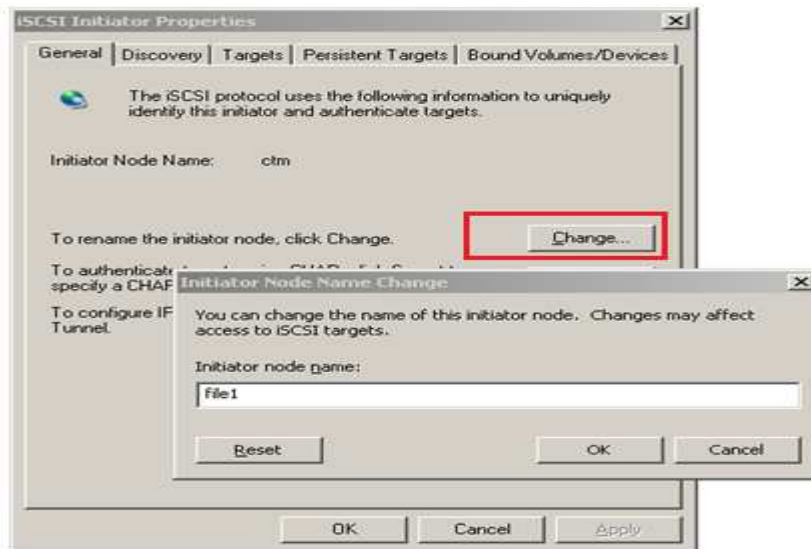 iSCSI Initiator Properties
General Discovery Targets Persistent Targets Bound Volumes/Devices
The iSCSI protocol uses the following information to uniquely
identify this initiator and authenticate targets.
Initiator Node Name: ctm
To rename the initiator node, click Change.
Change...
To authenticate
specify a CHAP
To configure
Tunnel.
Initiator Node Name Change
You can change the name of this initiator node. Changes may affect
access to iSCSI targets.
Initiator node name:
file1
Reset OK Cancel
OK Cancel Apply